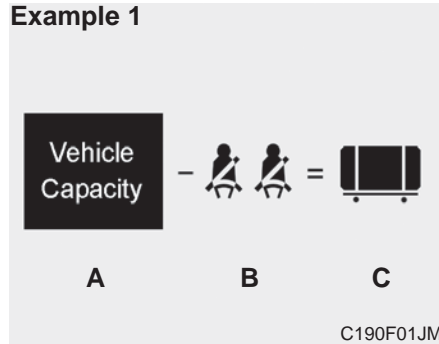 Example 1
Vehicle
Capacity
- =
A B C
C190F01JM